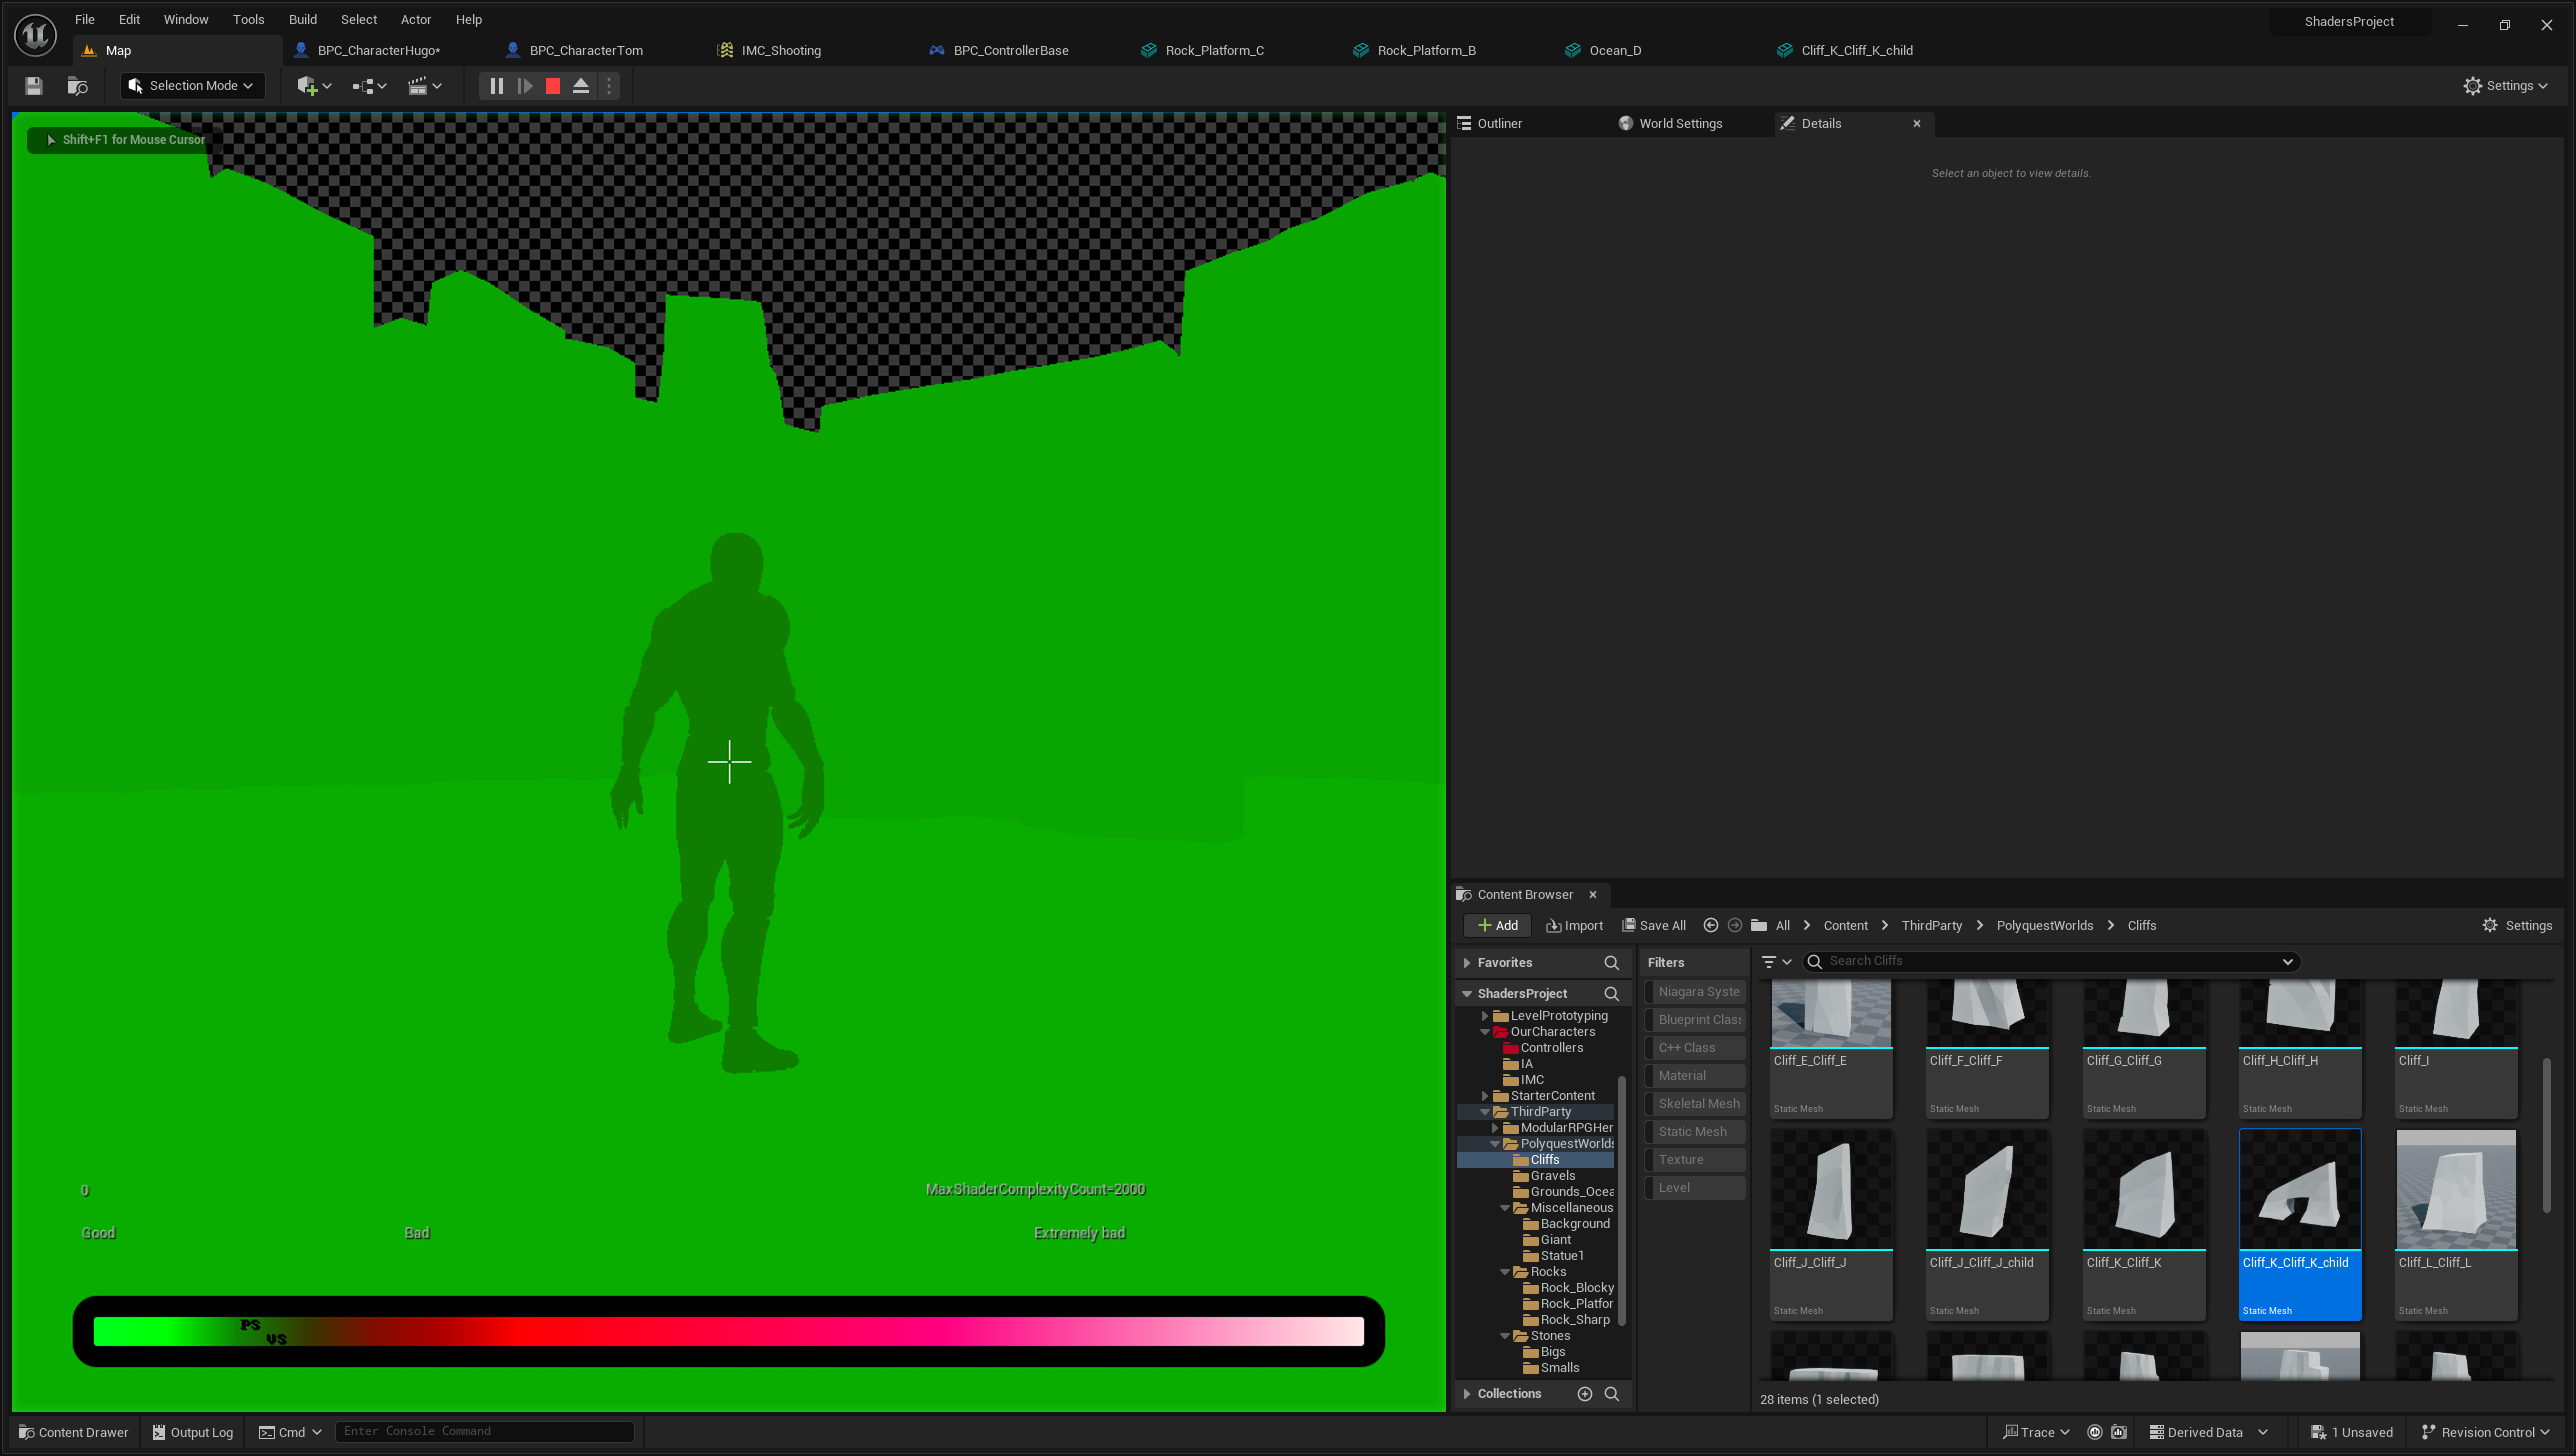 File Edit Window Tools Build Select Actor Help ShadersProject
Map BPC_CharacterHugo* BPC_CharacterTom IMC_Shooting BPC_ControllerBase Rock_Platform_C Rock_Platform_B Ocean_D Cliff_K_Cliff_K_child
Selection Mode Settings
Shift+F1 for Mouse Cursor
Outliner World Settings Details
Select an object to view details.
Content Browser
Add Import Save All All Content ThirdParty PolyquestWorlds Cliffs Settings
Favorites
Filters
Search Cliffs
ShadersProject
LevelPrototyping
OurCharacters
Controllers
IA
IMC
StarterContent
ThirdParty
ModularRPGHer
PolyquestWorlds
Cliffs
Gravels
Grounds_Ocea
Miscellaneous
Background
Giant
Statue1
Rocks
Rock_Blocky
Rock_Platfor
Rock_Sharp
Stones
Bigs
Smalls
Collections
Niagara Syste
Blueprint Clas
C++ Class
Material
Skeletal Mesh
Static Mesh
Texture
Level
Cliff_E_Cliff_E Cliff_F_Cliff_F Cliff_G_Cliff_G Cliff_H_Cliff_H Cliff_I
Static Mesh Static Mesh Static Mesh Static Mesh Static Mesh
Cliff_J_Cliff_J Cliff_J_Cliff_J_child Cliff_K_Cliff_K Cliff_K_Cliff_K_child Cliff_L_Cliff_L
Static Mesh Static Mesh Static Mesh Static Mesh Static Mesh
28 items (1 selected)
0 MaxShaderComplexityCount=2000
Good Bad Extremely bad
PS
VS
Content Drawer Output Log Cmd Enter Console Command Trace Derived Data 1 Unsaved Revision Control